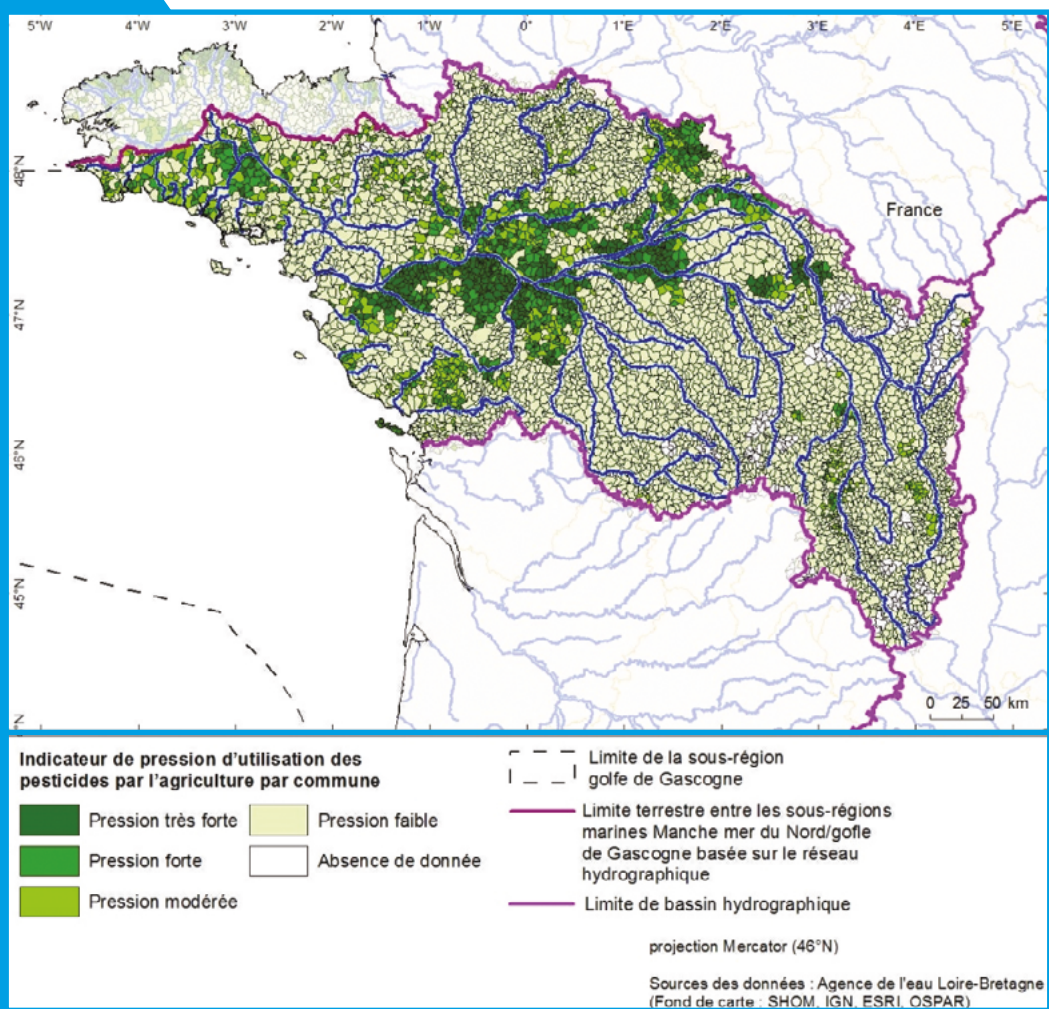 5°W 4°W 3°W 2°W 1°W 0° 1°E 2°E 3°E 4°E 5°E
48°N
France
47°N
46°N
45°N
0 25 50 km
Indicateur de pression d'utilisation des
pesticides par l'agriculture par commune
Pression très forte
Pression faible
Pression forte
Absence de donnée
Pression modérée
Limite de la sous-région
golfe de Gascogne
Limite terrestre entre les sous-régions
marines Manche mer du Nord/gofle
de Gascogne basée sur le réseau
hydrographique
Limite de bassin hydrographique
projection Mercator (46°N)
Sources des données : Agence de l'eau Loire-Bretagne
(Fond de carte : SHOM, IGN, ESRI, OSPAR)